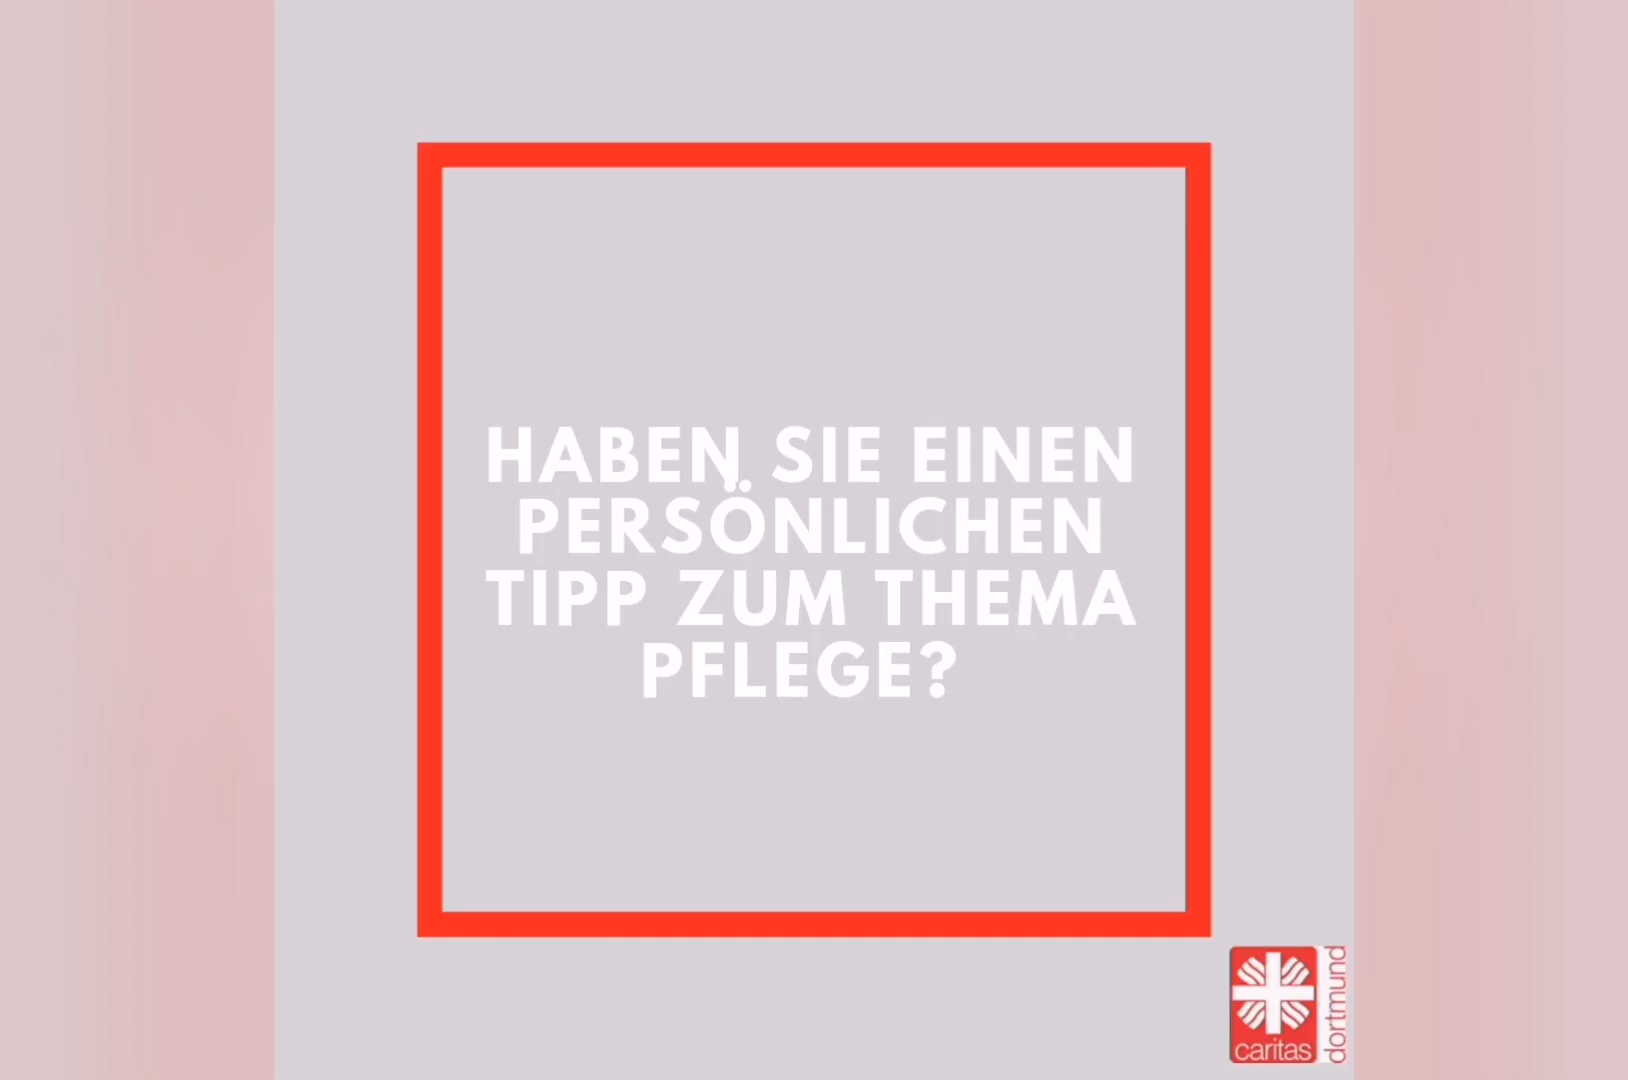 HABEN SIE EINEN
PERSÖNLICHEN
TIPP ZUM THEMA
PFLEGE?
caritas
dortmund